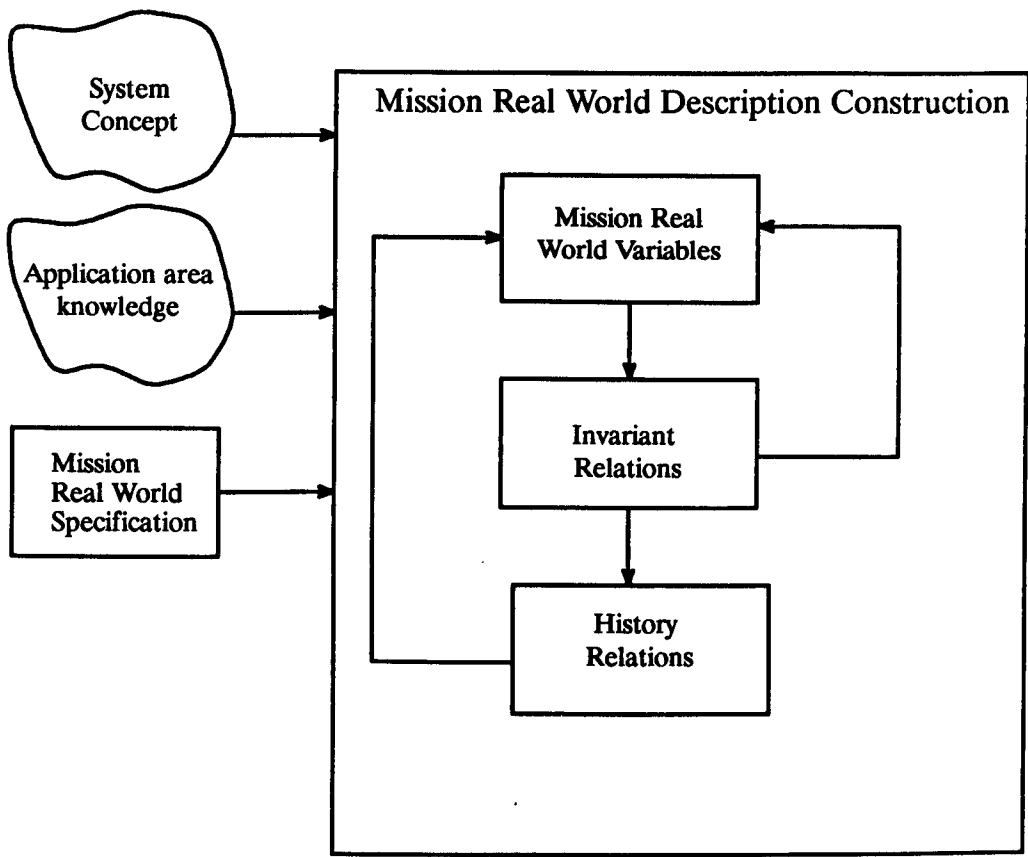 System
Concept
Application area
knowledge
Mission
Real World
Specification
Mission Real World Description Construction
Mission Real
World Variables
Invariant
Relations
History
Relations